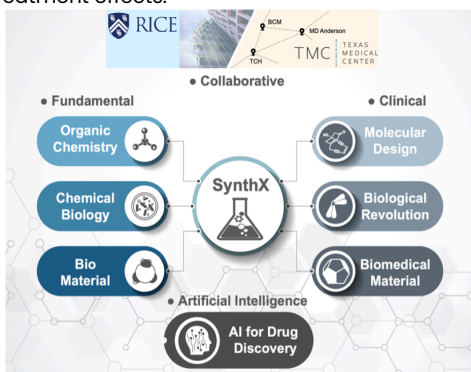 eatment effects.
RICE
BCM
MD Anderson
TCH
TMC
TEXAS
MEDICAL
CENTER
• Collaborative
• Fundamental
• Clinical
Organic
Chemistry
Molecular
Design
SynthX
Chemical
Biology
Biological
Revolution
Bio
Material
Biomedical
Material
• Artificial Intelligence
AI for Drug
Discovery